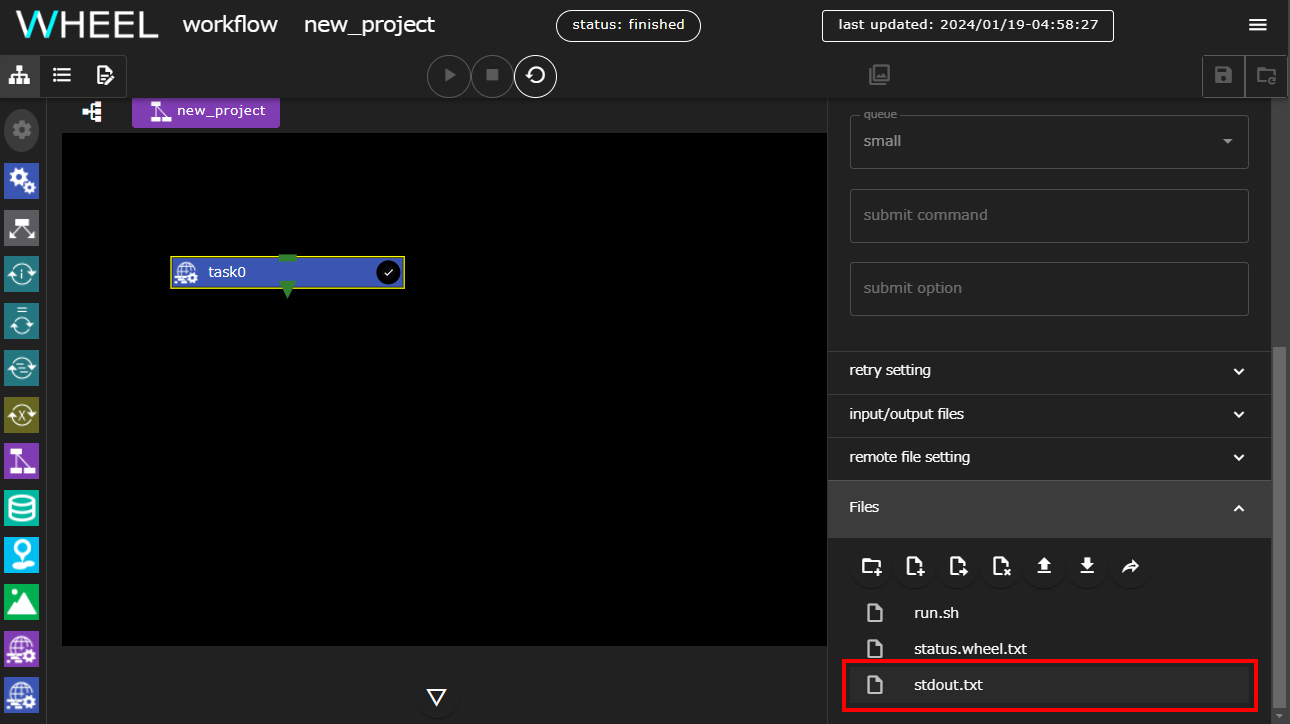 WHEEL workflow new_project status: finished last updated: 2024/01/19-04:58:27
new_project
queue
small
submit command
task0
submit option
retry setting
input/output files
remote file setting
Files
run.sh
status.wheel.txt
stdout.txt